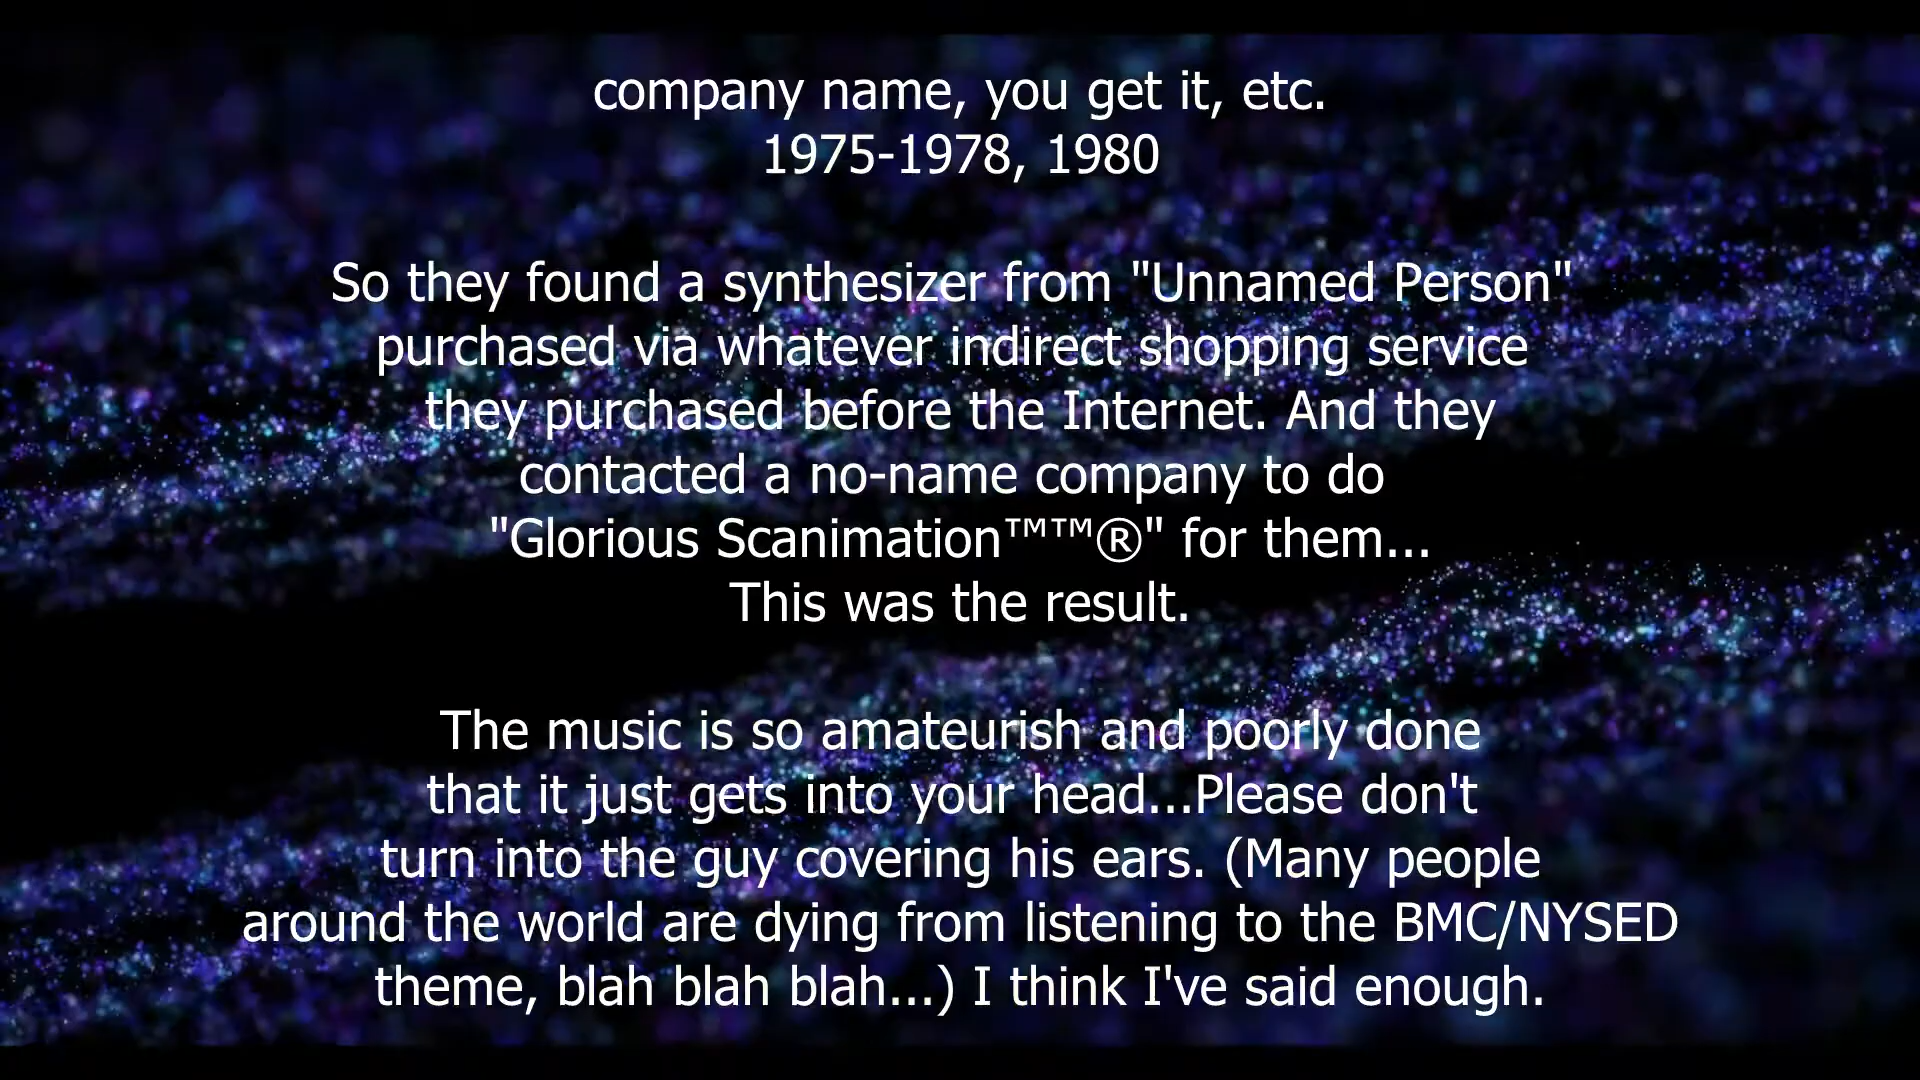 company name, you get it, etc.
1975-1978, 1980
So they found a synthesizer from "Unnamed Person"
purchased via whatever indirect shopping service
they purchased before the Internet. And they
contacted a no-name company to do
"Glorious Scanimation™™®" for them...
This was the result.
The music is so amateurish and poorly done
that it just gets into your head...Please don't
turn into the guy covering his ears. (Many people
around the world are dying from listening to the BMC/NYSED
theme, blah blah blah...) I think I've said enough.